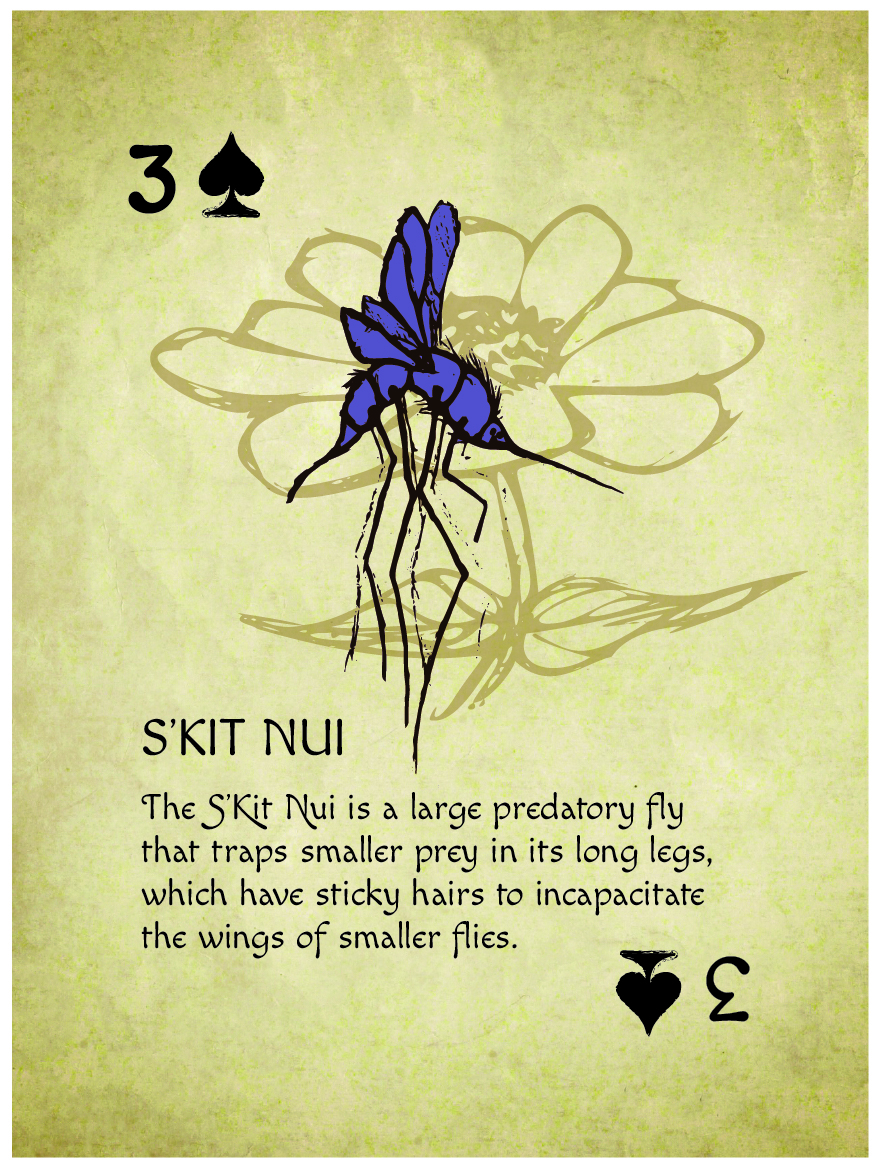 3♠
S’KIT NUI
The S’Kit Nui is a large predatory fly
that traps smaller prey in its long legs,
which have sticky hairs to incapacitate
the wings of smaller flies.
3♠